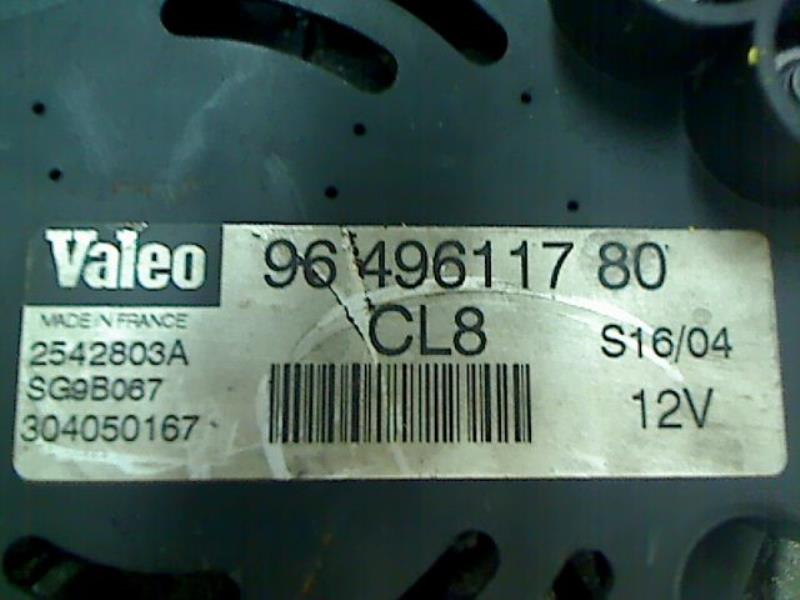 Valeo
96 496117 80
CL8
MADE IN FRANCE
2542803A
SG9B067
304050167
S16/04
12V